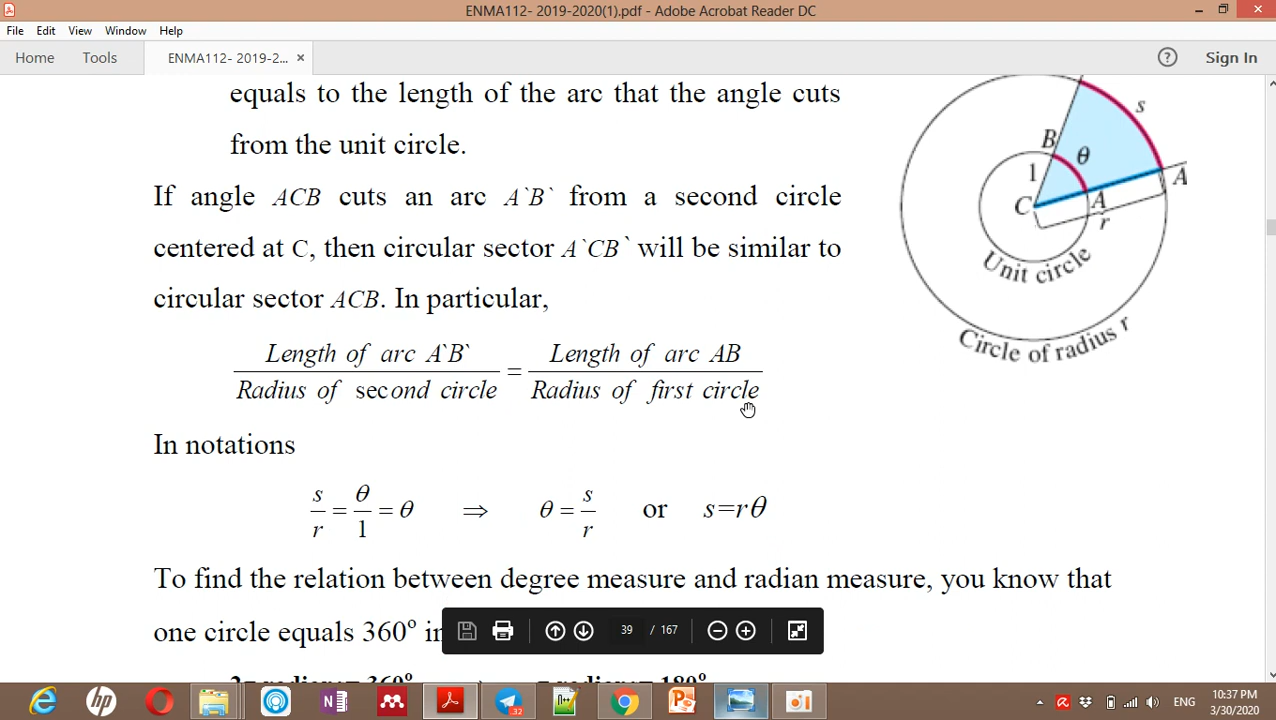 ENMA112- 2019-2020(1).pdf - Adobe Acrobat Reader DC
File Edit View Window Help
Home Tools ENMA112- 2019-2... × Sign In
equals to the length of the arc that the angle cuts
from the unit circle.
If angle ACB cuts an arc A`B` from a second circle
centered at C, then circular sector A`CB` will be similar to
circular sector ACB. In particular,
Length of arc A`B` / Radius of second circle = Length of arc AB / Radius of first circle
In notations
s/r = θ/1 = θ ⇒ θ = s/r or s=rθ
To find the relation between degree measure and radian measure, you know that
one circle equals 360°
s
B
θ
1
A
C
A
r
Unit circle
Circle of radius r
39 / 167
32
ENG
10:37 PM
3/30/2020